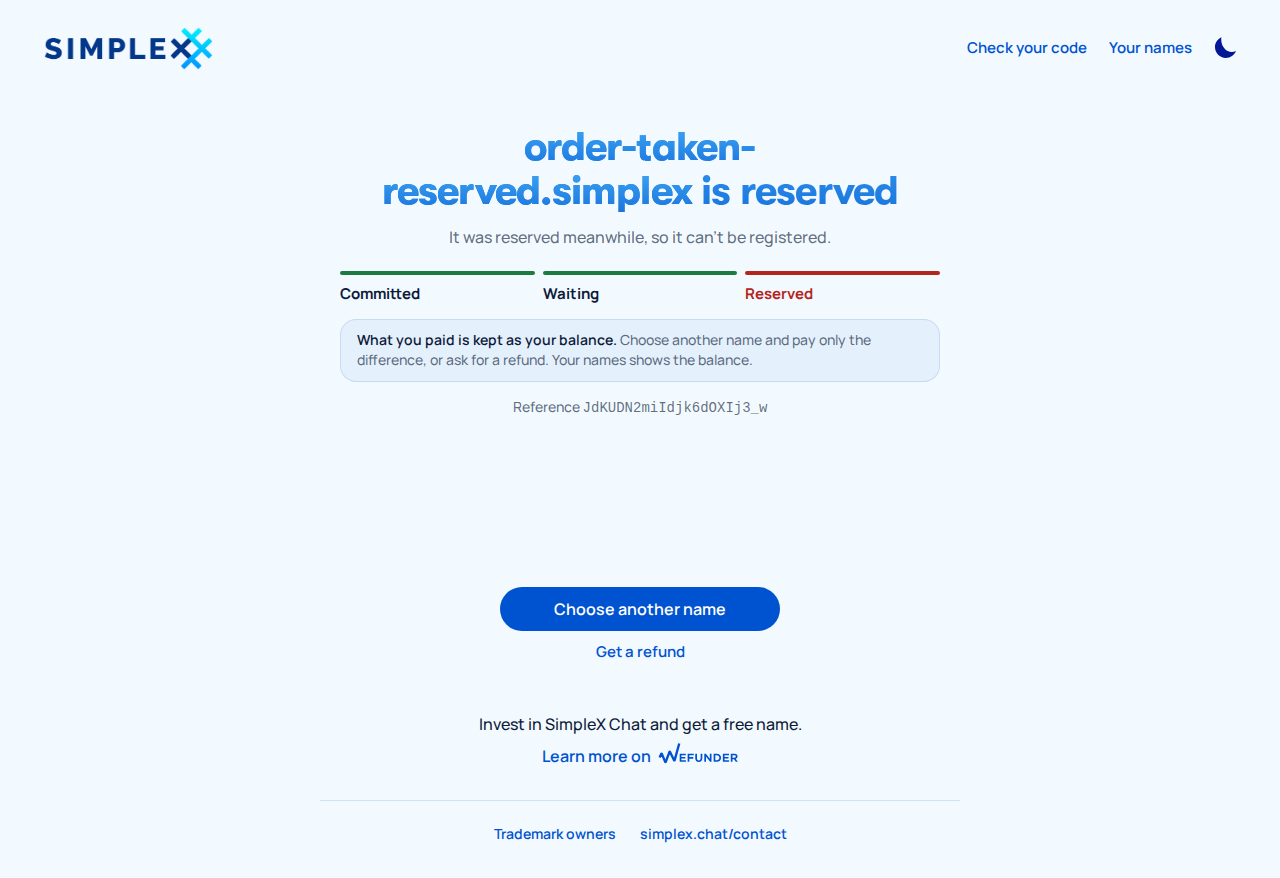 SIMPLEX
Check your code
Your names
order-taken-
reserved.simplex is reserved
It was reserved meanwhile, so it can't be registered.
Committed
Waiting
Reserved
What you paid is kept as your balance. Choose another name and pay only the
difference, or ask for a refund. Your names shows the balance.
Reference JdKUDN2miIdjk6dOXIj3_w
Choose another name
Get a refund
Invest in SimpleX Chat and get a free name.
Learn more on WEFUNDER
Trademark owners
simplex.chat/contact